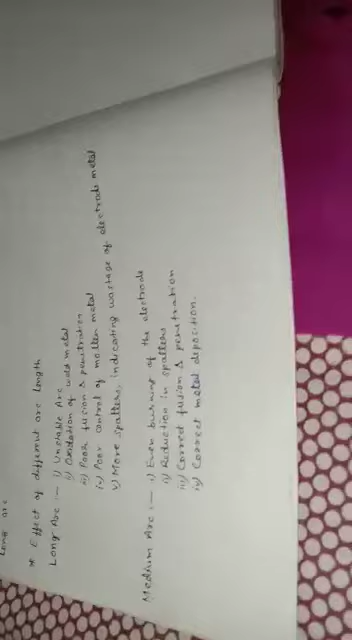 Long arc
* Effect of different arc length
Long Arc :- i) Unstable Arc
ii) Oxidation of weld metal
iii) Poor fusion & penetration
iv) Poor control of molten metal
v) More spatters, indicating wastage of electrode metal
Medium Arc :- i) Even burning of the electrode
ii) Reduction in spatters
iii) Correct fusion & penetration
iv) Correct metal deposition.